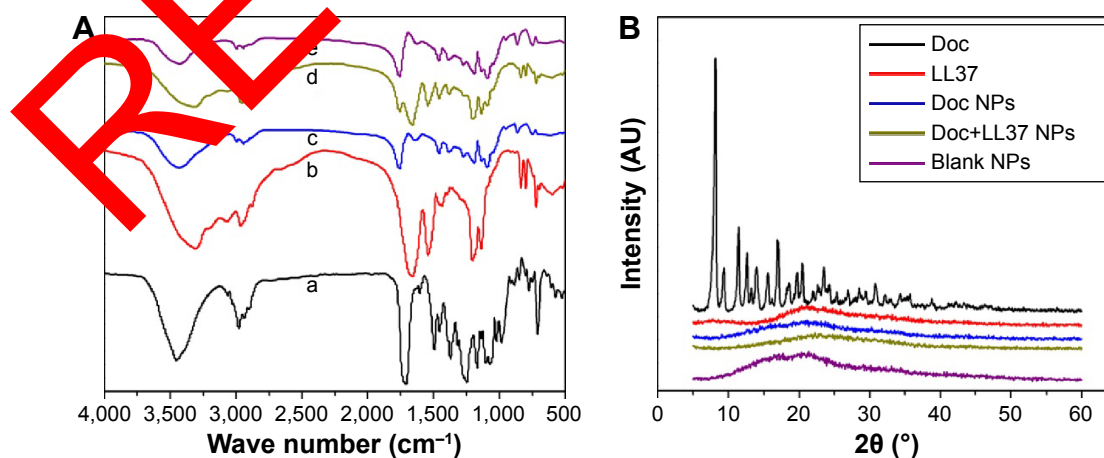 A
e
d
c
b
a
4,000 3,500 3,000 2,500 2,000 1,500 1,000 500
Wave number (cm⁻¹)
RE
B
Doc
LL37
Doc NPs
Doc+LL37 NPs
Blank NPs
Intensity (AU)
0 10 20 30 40 50 60
2θ (°)